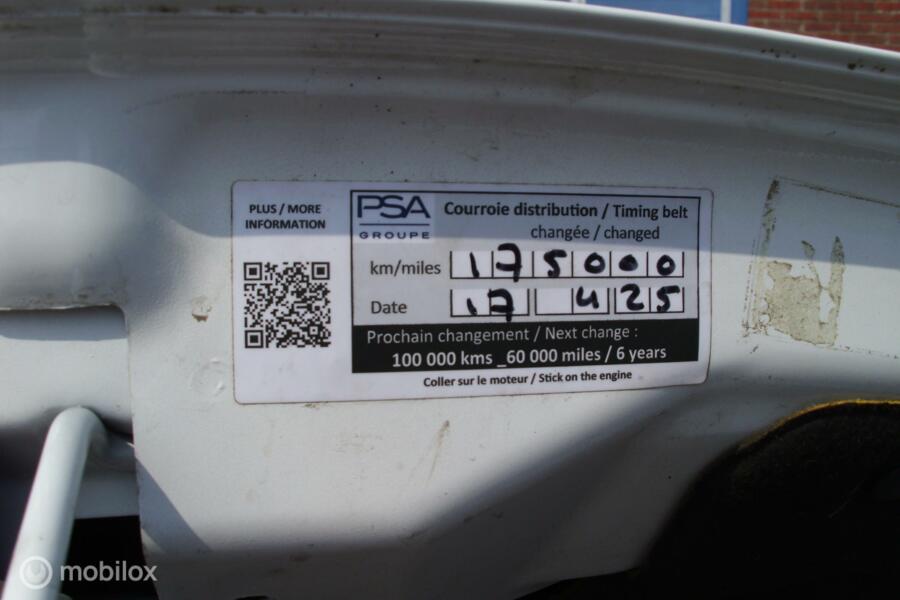 PLUS / MORE
INFORMATION
PSA
GROUPE
Courroie distribution / Timing belt
changée / changed
km/miles 175000
Date 17 4 25
Prochain changement / Next change :
100 000 kms _60 000 miles / 6 years
Coller sur le moteur / Stick on the engine
mobilox